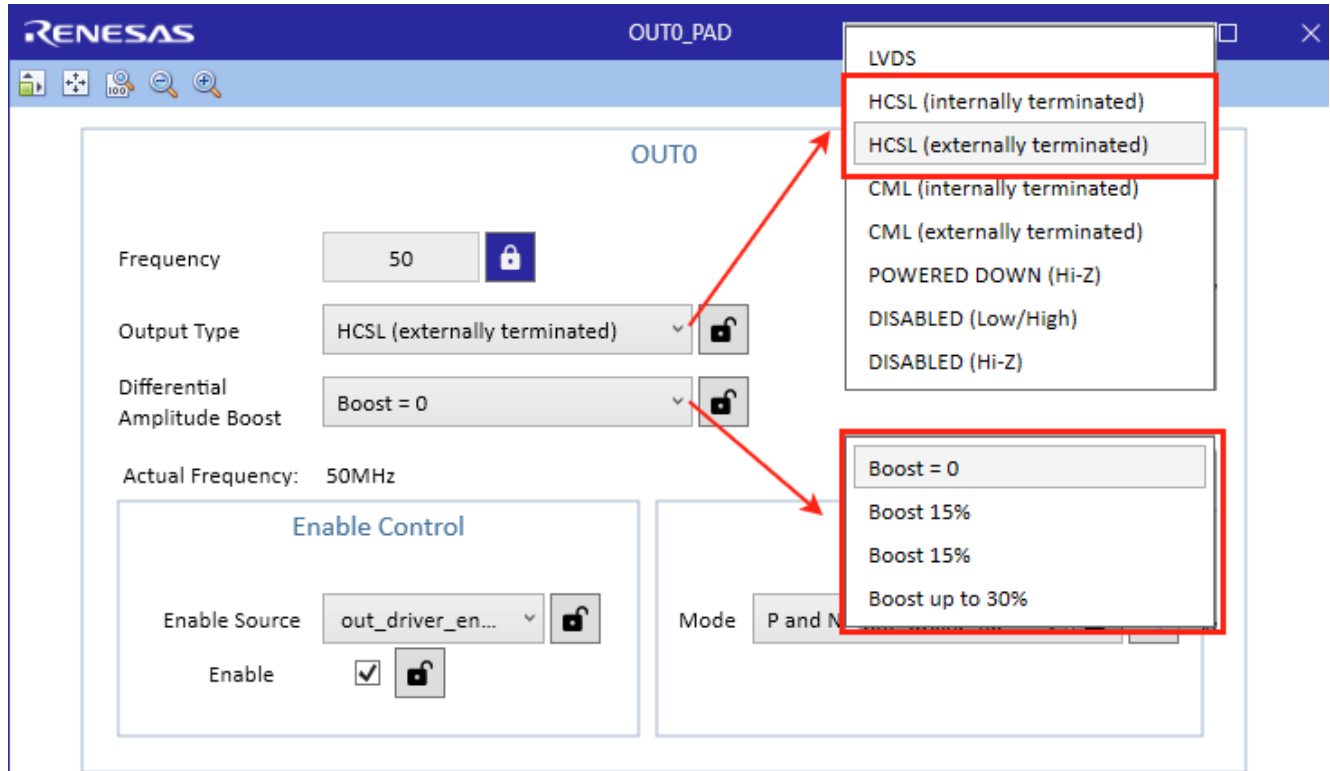 RENESAS
OUT0_PAD
100
LVDS
HCSL (internally terminated)
HCSL (externally terminated)
CML (internally terminated)
CML (externally terminated)
POWERED DOWN (Hi-Z)
DISABLED (Low/High)
DISABLED (Hi-Z)
OUT0
Frequency
50
Output Type
HCSL (externally terminated)
Differential
Amplitude Boost
Boost = 0
Actual Frequency:
50MHz
Boost = 0
Boost 15%
Boost 15%
Boost up to 30%
Enable Control
Enable Source
out_driver_en...
Enable
Mode
P and N